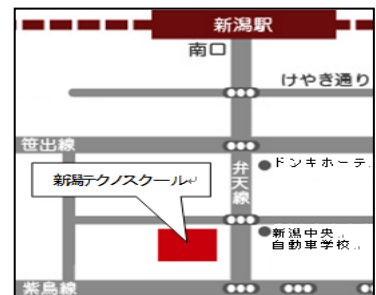 新潟駅
南口
けやき通り
笹出線
弁天線
ドンキホーテ
新潟テクノスクール
新潟中央
自動車学校
紫鳥線